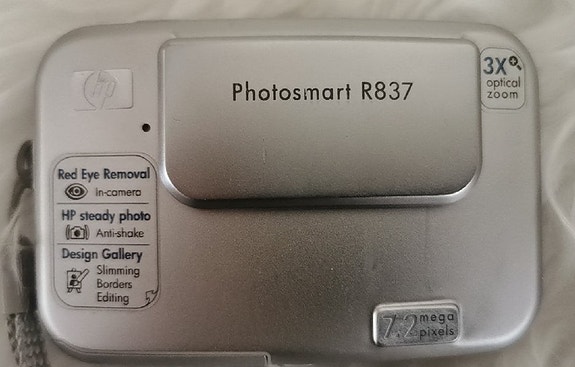 hp
Photosmart R837
3X
optical
zoom
Red Eye Removal
In-camera
HP steady photo
Anti-shake
Design Gallery
Slimming
Borders
Editing
7.2 mega
pixels